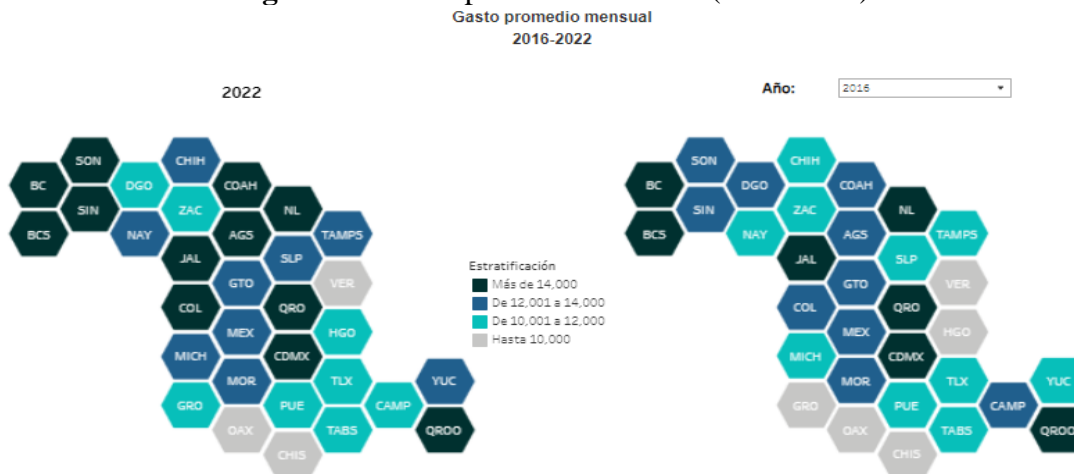 Gasto promedio mensual
2016-2022
2022
Año:
2016
SON
CHIH
BC
DGO
COAH
SIN
ZAC
NL
BCS
NAY
AGS
TAMPS
JAL
SLP
GTO
VER
COL
QRO
MEX
HGO
MICH
CDMX
MOR
TLX
YUC
GRO
PUE
CAMP
OAX
TABS
QROO
CHIS
Estratificación
Más de 14,000
De 12,001 a 14,000
De 10,001 a 12,000
Hasta 10,000
SON
CHIH
BC
DGO
COAH
SIN
ZAC
NL
BCS
NAY
AGS
TAMPS
JAL
SLP
GTO
VER
COL
QRO
MEX
HGO
MICH
CDMX
MOR
TLX
YUC
GRO
PUE
CAMP
OAX
TABS
QROO
CHIS